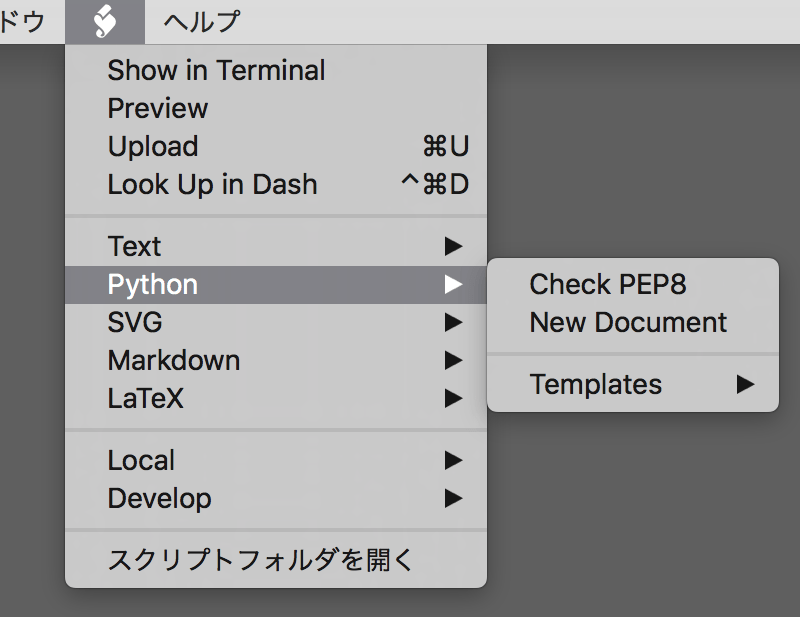 ドウ
ヘルプ
Show in Terminal
Preview
Upload ⌘U
Look Up in Dash ^⌘D
Text ▶
Python ▶
SVG ▶
Markdown ▶
LaTeX ▶
Local ▶
Develop ▶
スクリプトフォルダを開く
Check PEP8
New Document
Templates ▶